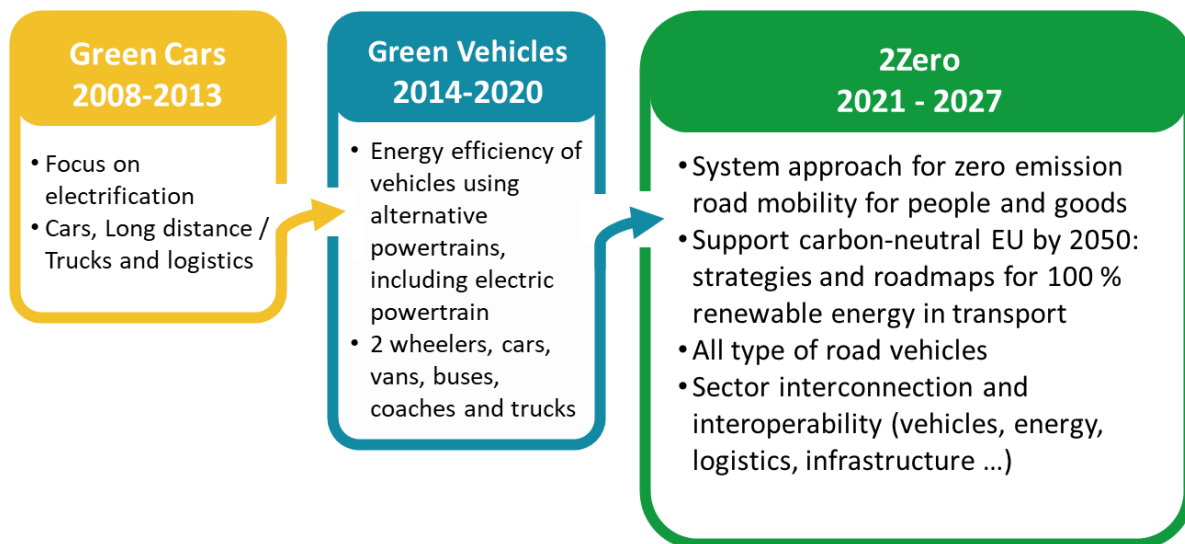 Green Cars
2008-2013
• Focus on
electrification
• Cars, Long distance /
Trucks and logistics
Green Vehicles
2014-2020
• Energy efficiency of
vehicles using
alternative
powertrains,
including electric
powertrain
• 2 wheelers, cars,
vans, buses,
coaches and trucks
2Zero
2021 - 2027
• System approach for zero emission
road mobility for people and goods
• Support carbon-neutral EU by 2050:
strategies and roadmaps for 100 %
renewable energy in transport
• All type of road vehicles
• Sector interconnection and
interoperability (vehicles, energy,
logistics, infrastructure ...)